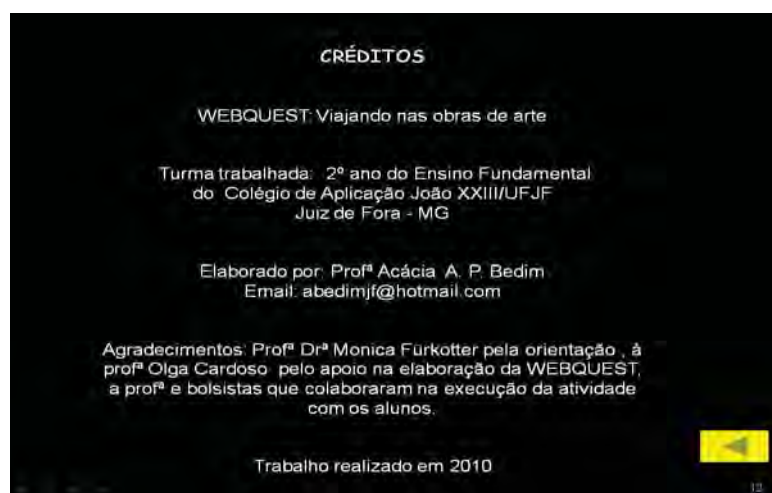 CRÉDITOS
WEBQUEST: Viajando nas obras de arte
Turma trabalhada: 2º ano do Ensino Fundamental
do Colégio de Aplicação João XXIII/UFJF
Juiz de Fora - MG
Elaborado por: Profª Acácia A. P. Bedim
Email: abedimjf@hotmail.com
Agradecimentos: Profª Drª Monica Fürkotter pela orientação , à
profª Olga Cardoso pelo apoio na elaboração da WEBQUEST,
a profª e bolsistas que colaboraram na execução da atividade
com os alunos.
Trabalho realizado em 2010
12